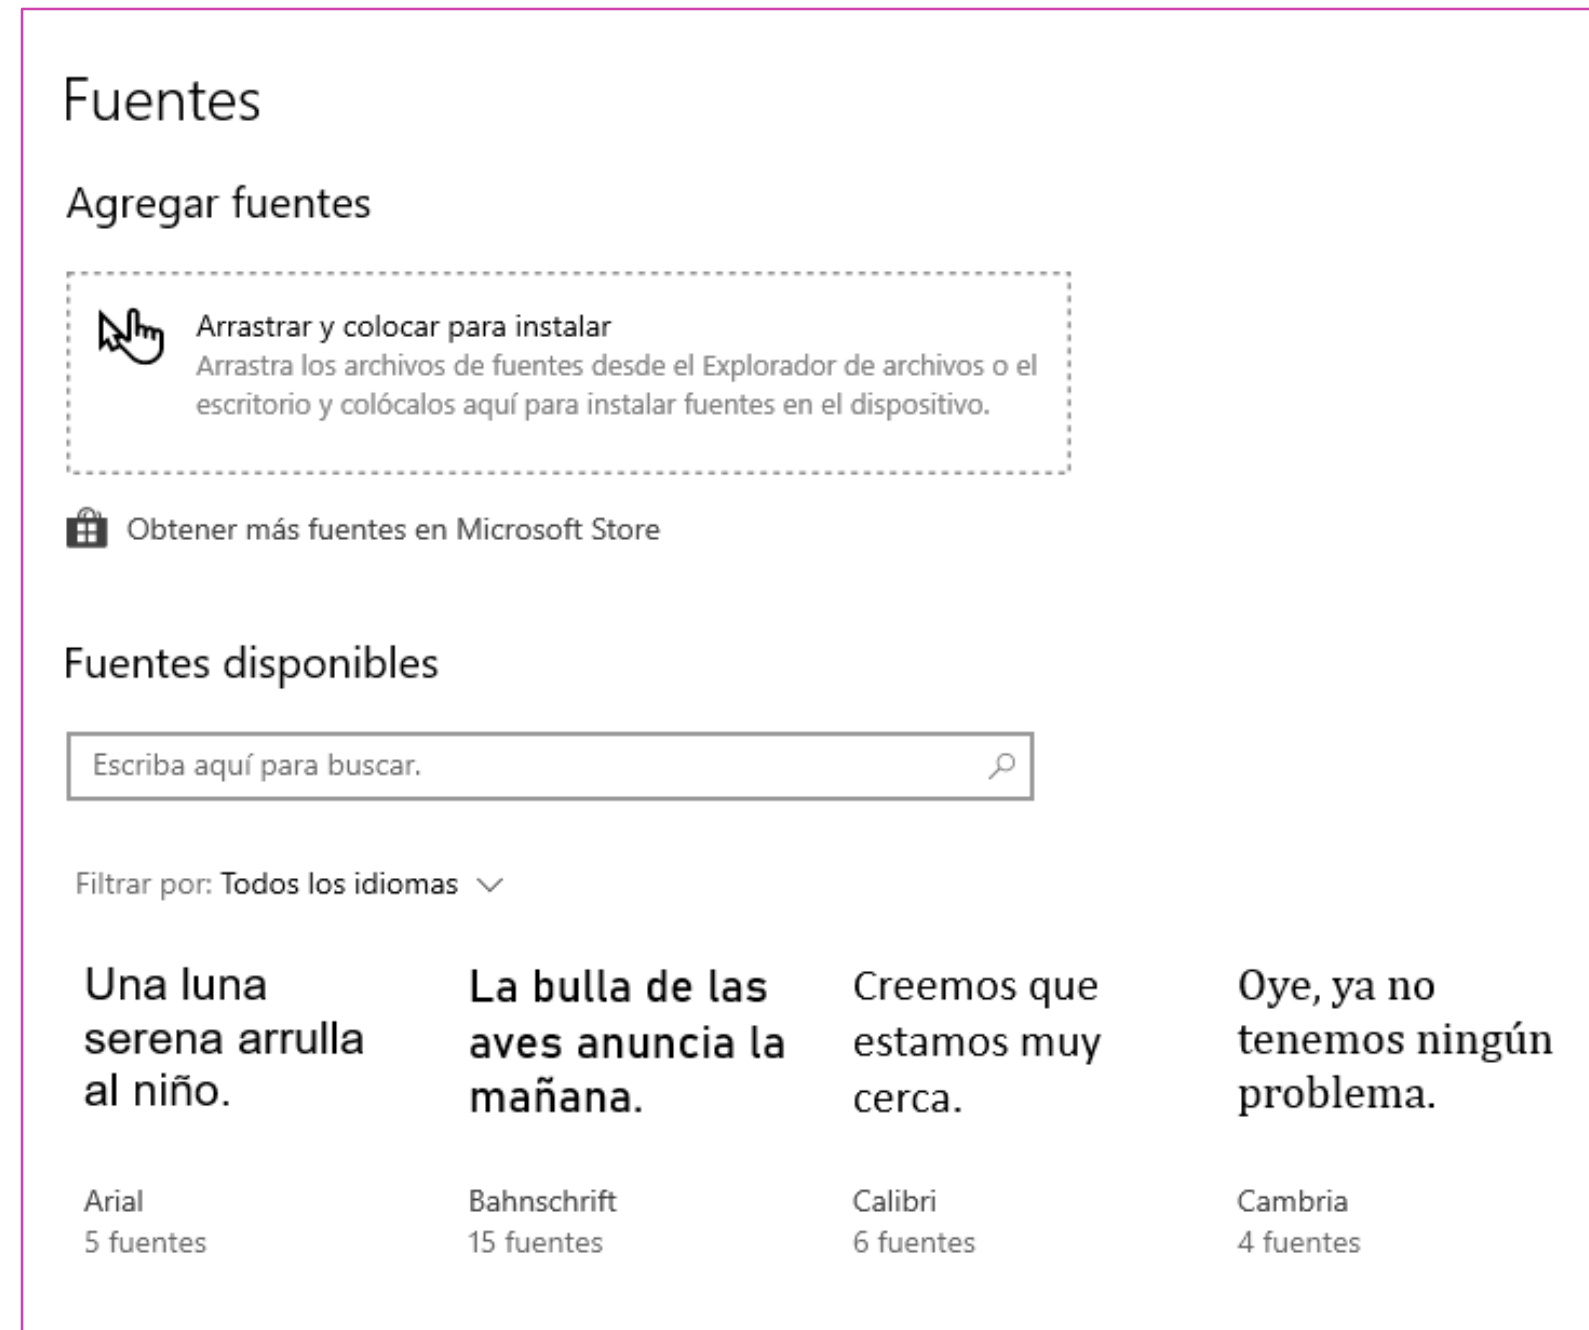 Fuentes
Agregar fuentes
Arrastrar y colocar para instalar
Arrastra los archivos de fuentes desde el Explorador de archivos o el
escritorio y colócalos aquí para instalar fuentes en el dispositivo.
Obtener más fuentes en Microsoft Store
Fuentes disponibles
Escriba aquí para buscar.
Filtrar por: Todos los idiomas
Una luna
serena arrulla
al niño.
Arial
5 fuentes
La bulla de las
aves anuncia la
mañana.
Bahnschrift
15 fuentes
Creemos que
estamos muy
cerca.
Calibri
6 fuentes
Oye, ya no
tenemos ningún
problema.
Cambria
4 fuentes